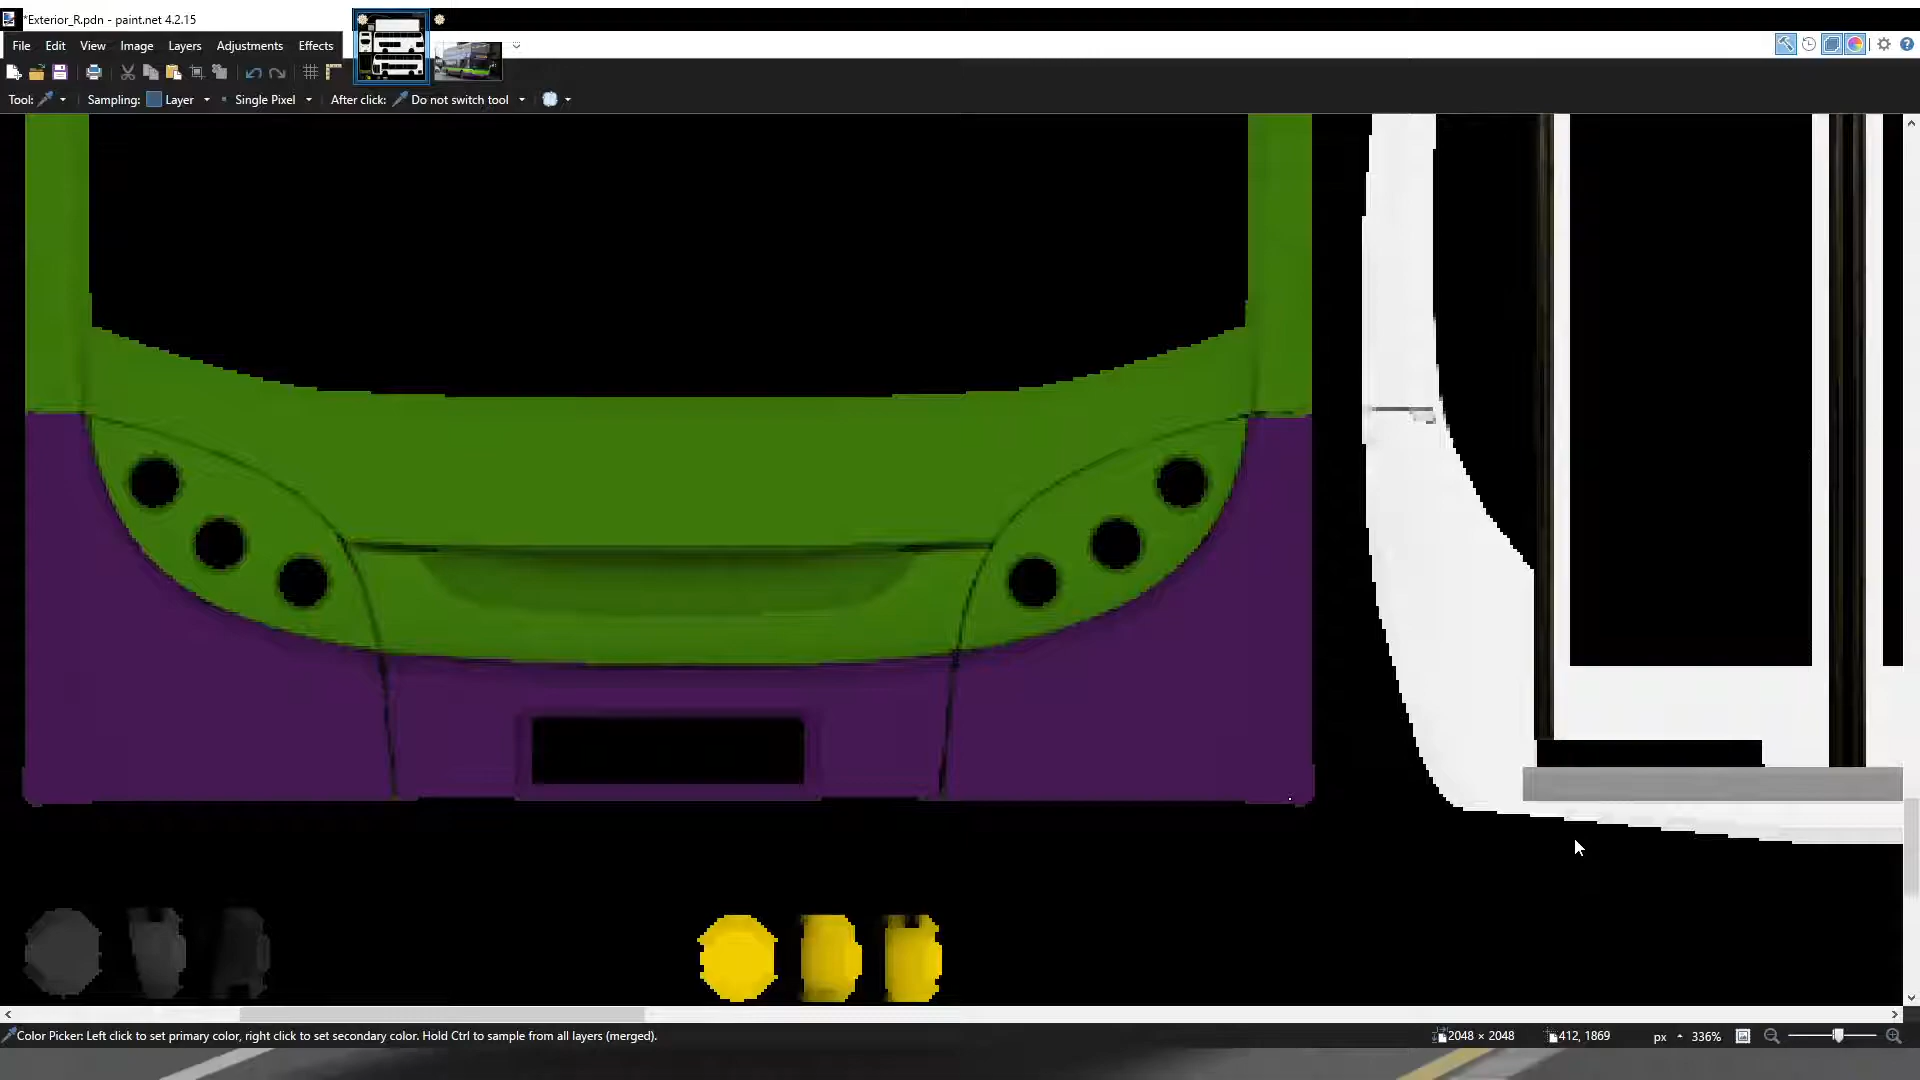 *Exterior_R.pdn - paint.net 4.2.15
File Edit View Image Layers Adjustments Effects
Tool: Sampling: Layer Single Pixel After click: Do not switch tool
Color Picker: Left click to set primary color, right click to set secondary color. Hold Ctrl to sample from all layers (merged). 2048 × 2048 412, 1869 px 336%